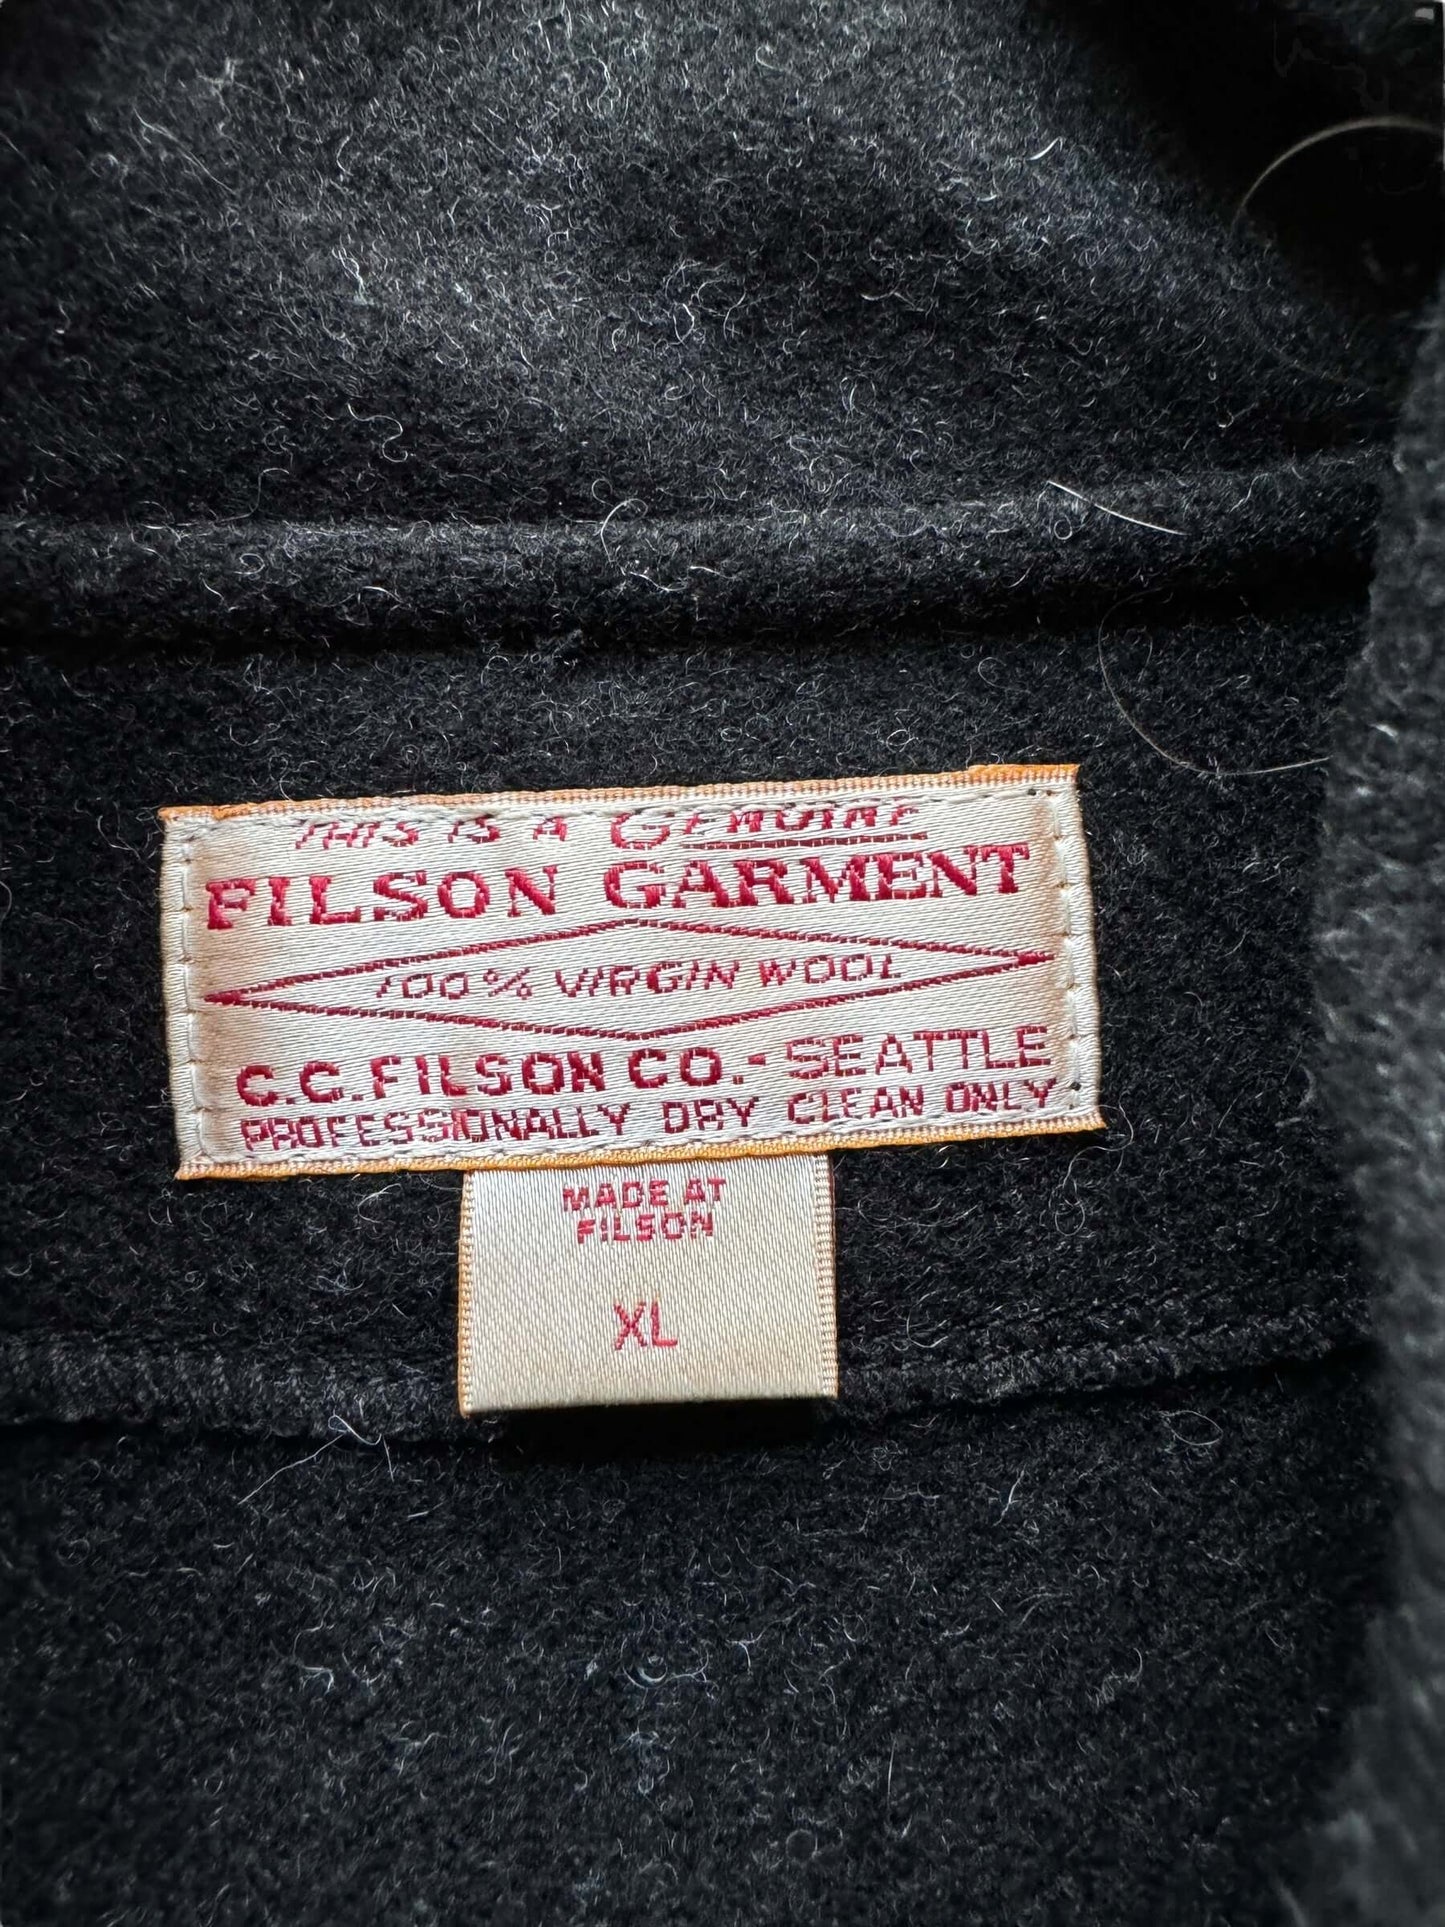 THIS IS A GENUINE
FILSON GARMENT
100% VIRGIN WOOL
C.C. FILSON CO. - SEATTLE
PROFESSIONALLY DRY CLEAN ONLY
MADE AT
FILSON
XL